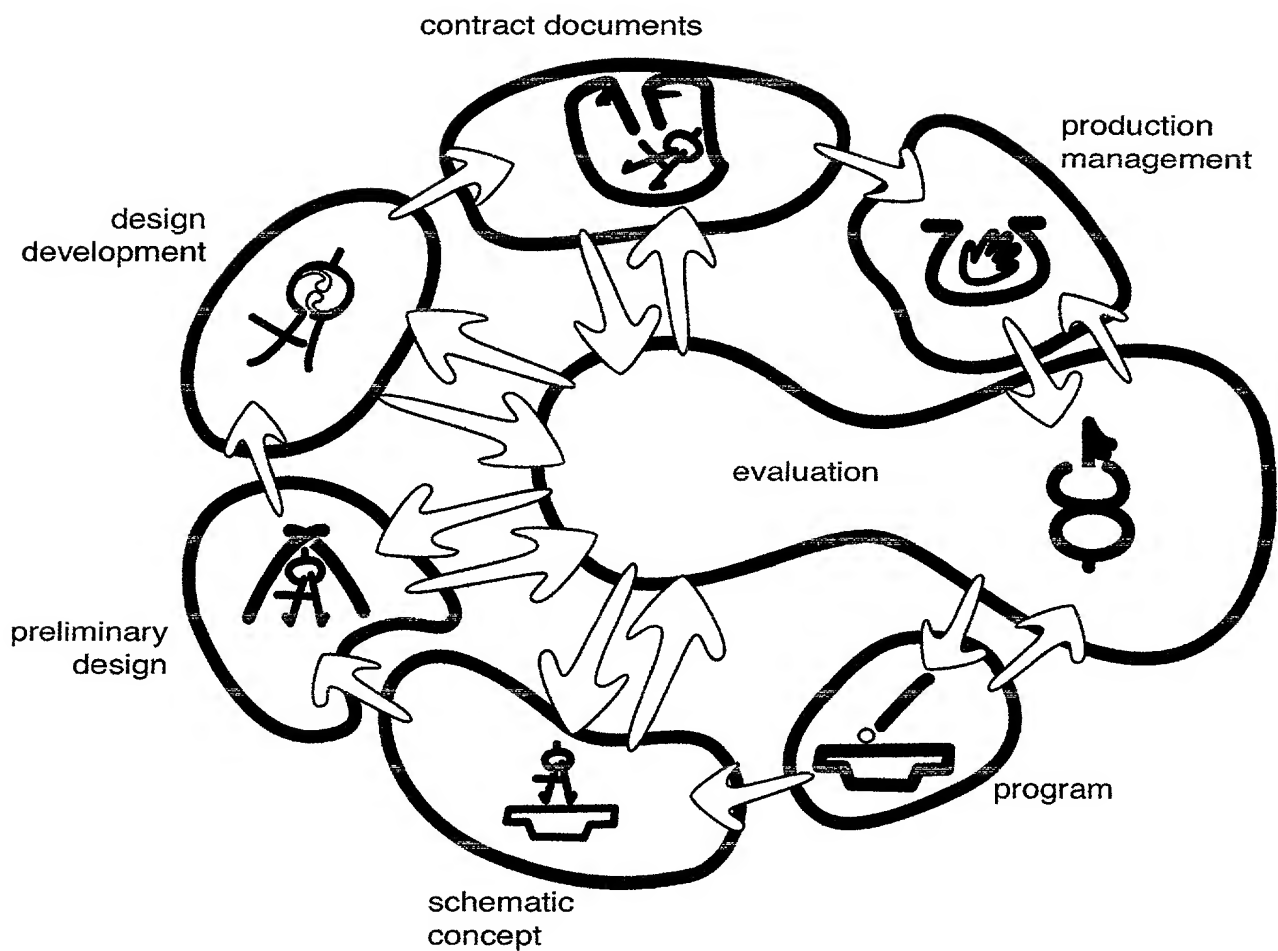 contract documents
production
management
design
development
evaluation
preliminary
design
program
schematic
concept